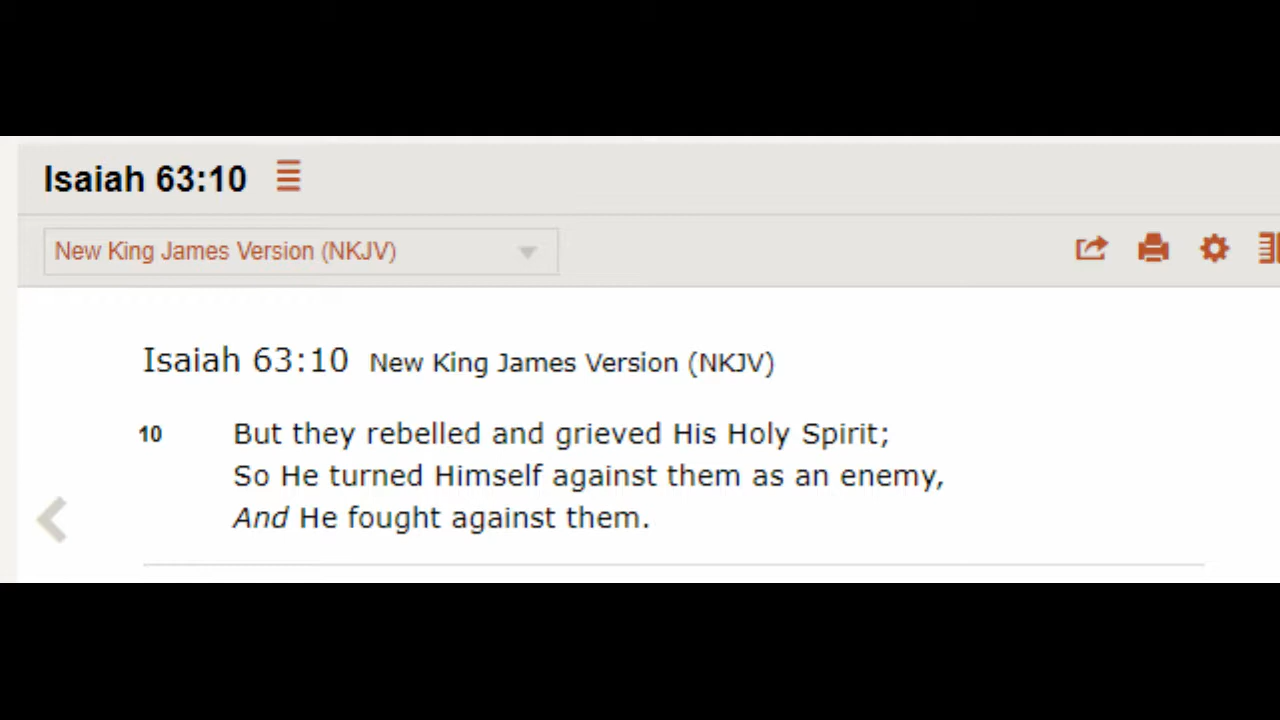 Isaiah 63:10
New King James Version (NKJV)
Isaiah 63:10 New King James Version (NKJV)
10 But they rebelled and grieved His Holy Spirit;
So He turned Himself against them as an enemy,
And He fought against them.